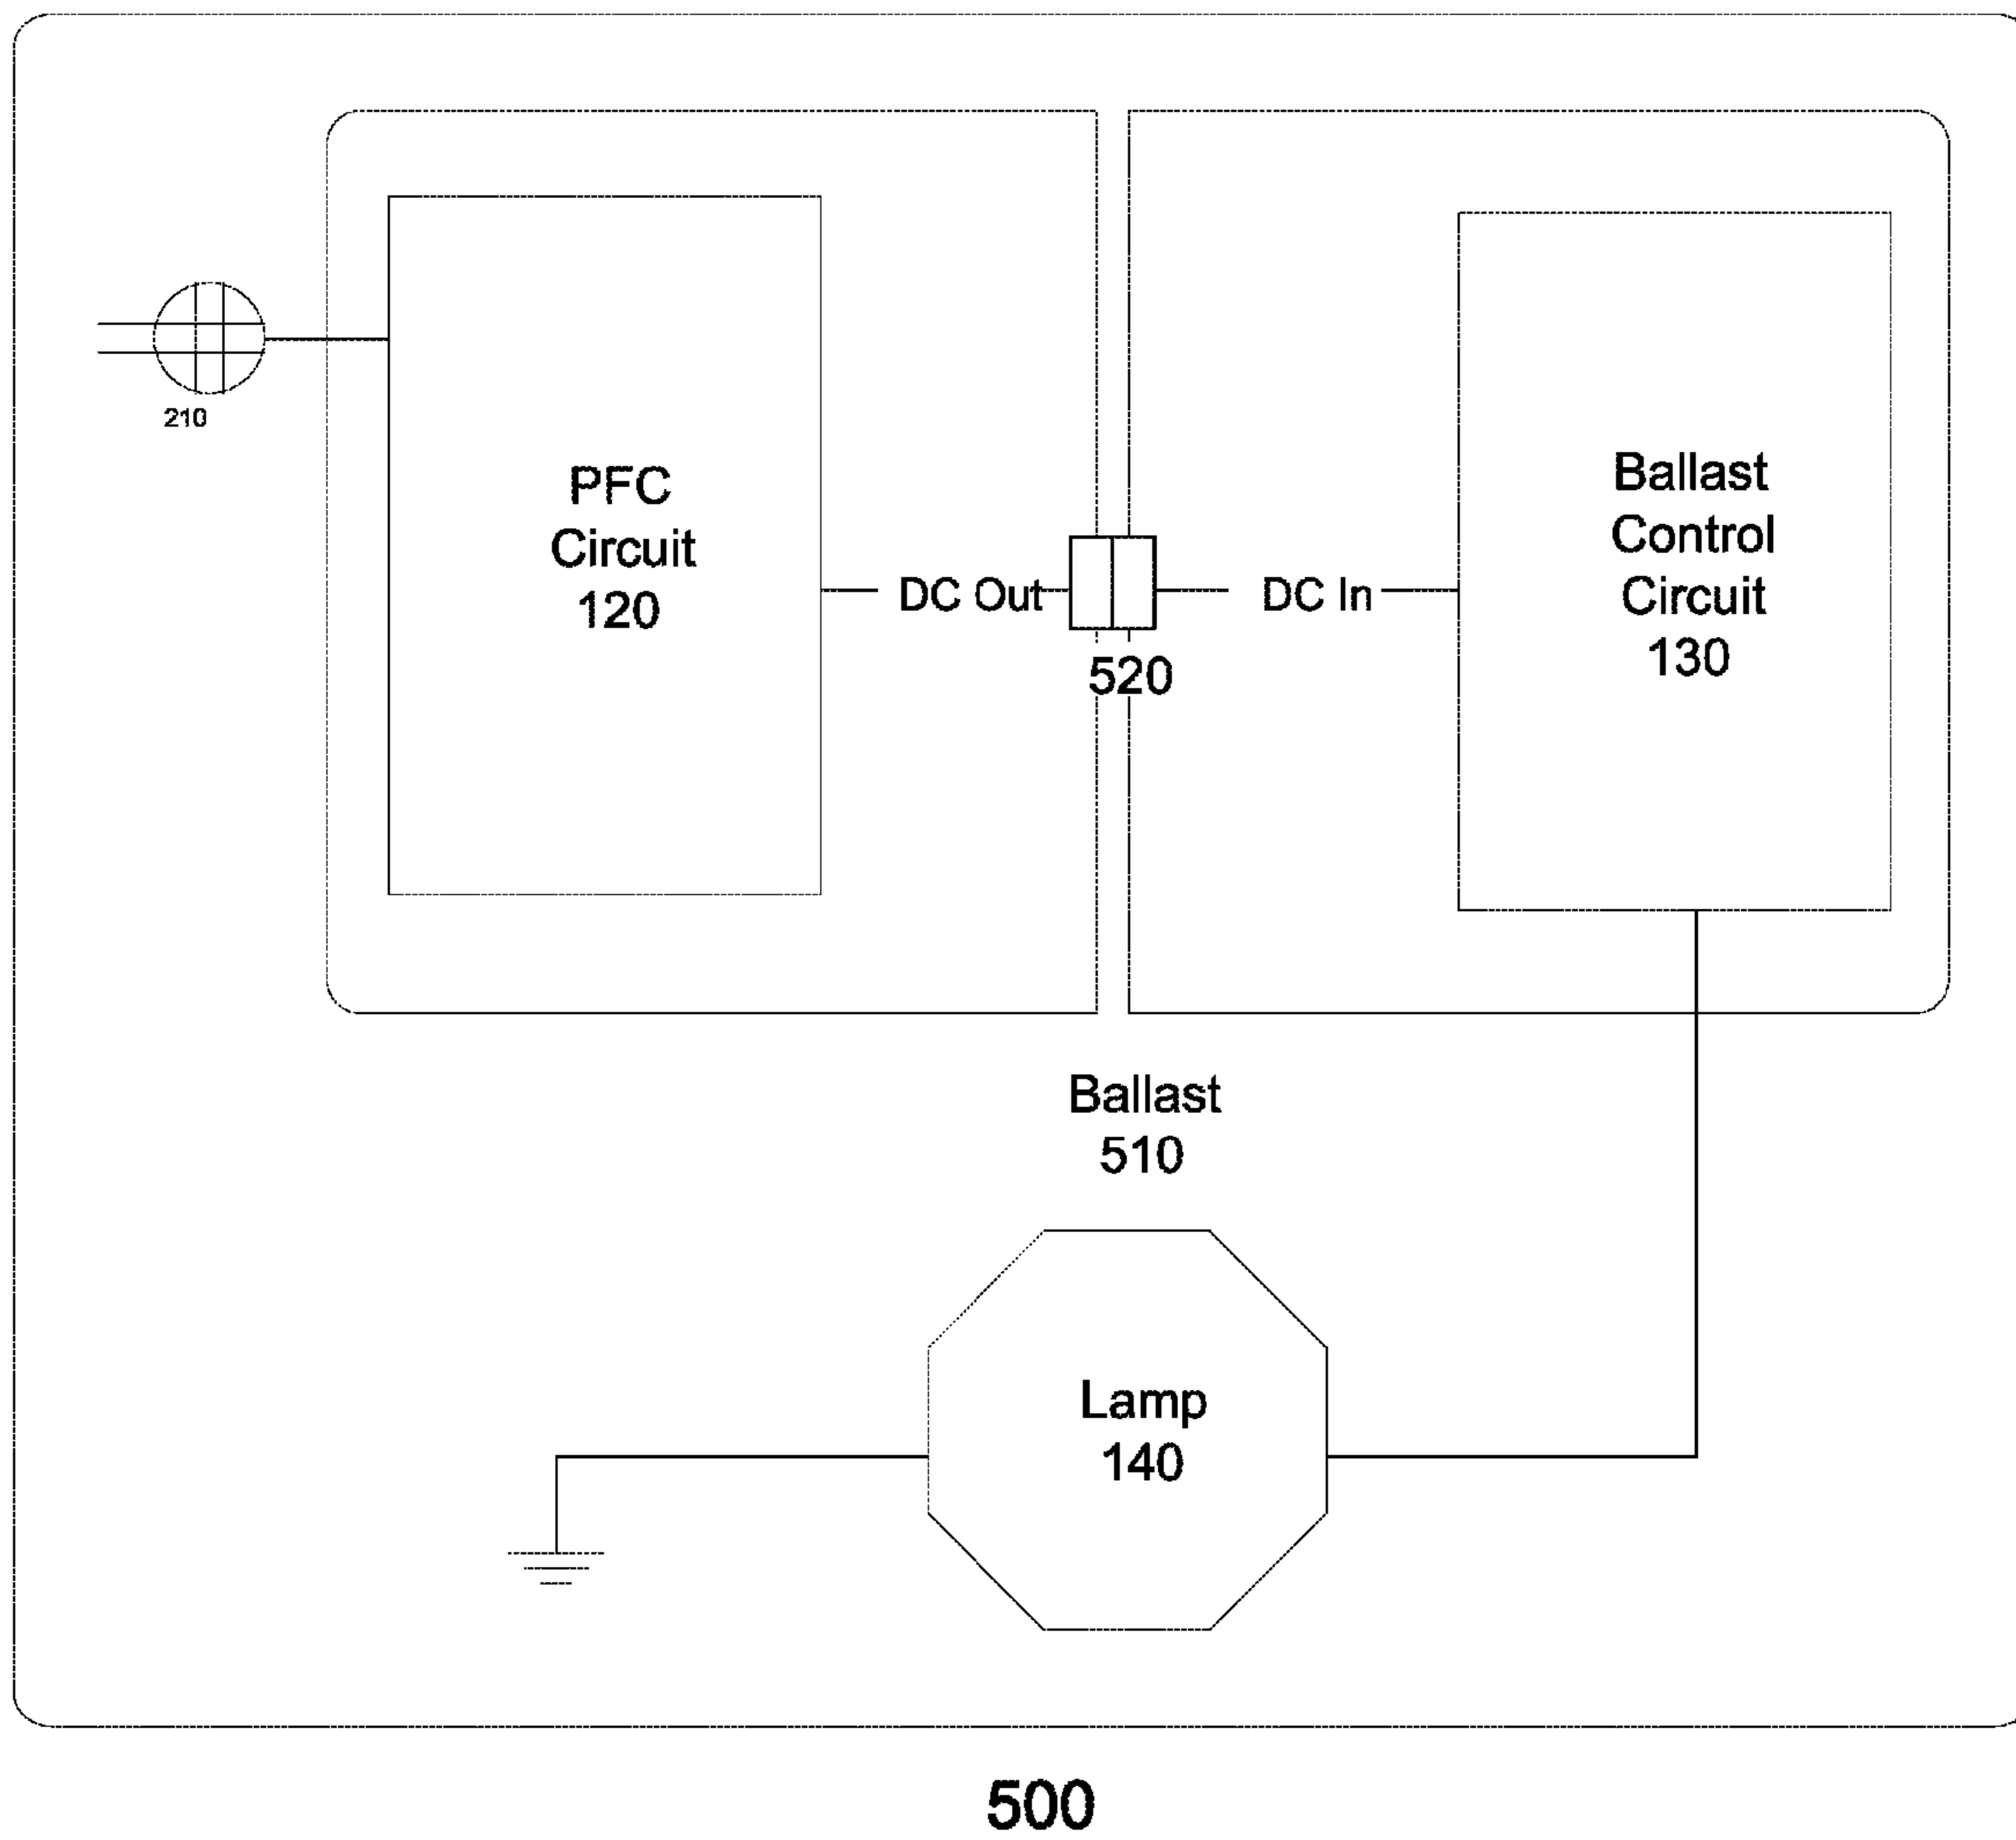 210
PFC
Circuit
120
DC Out
520
DC In
Ballast
Control
Circuit
130
Ballast
510
Lamp
140
500